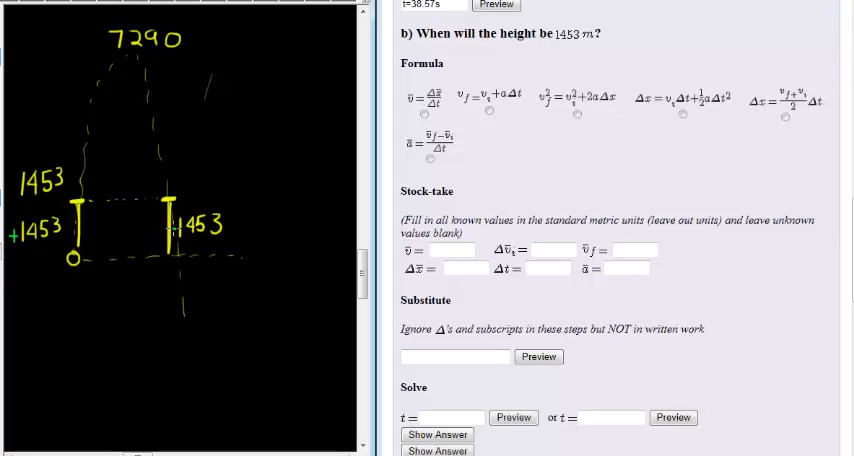 7290
1453
+1453
1453
0
t=38.57s Preview
b) When will the height be 1453 m?
Formula
v̄ = Δx̄/Δt v_f = v_i + aΔt v_f² = v_i² + 2aΔx Δx = v_iΔt + ½aΔt² Δx = (v_f + v_i)/2 Δt
ā = (v̄_f − v̄_i)/Δt
Stock-take
(Fill in all known values in the standard metric units (leave out units) and leave unknown
values blank)
v̄ = Δv̄_i = v̄_f =
Δx̄ = Δt = ā =
Substitute
Ignore Δ's and subscripts in these steps but NOT in written work
Preview
Solve
t = Preview or t = Preview
Show Answer
Show Answer